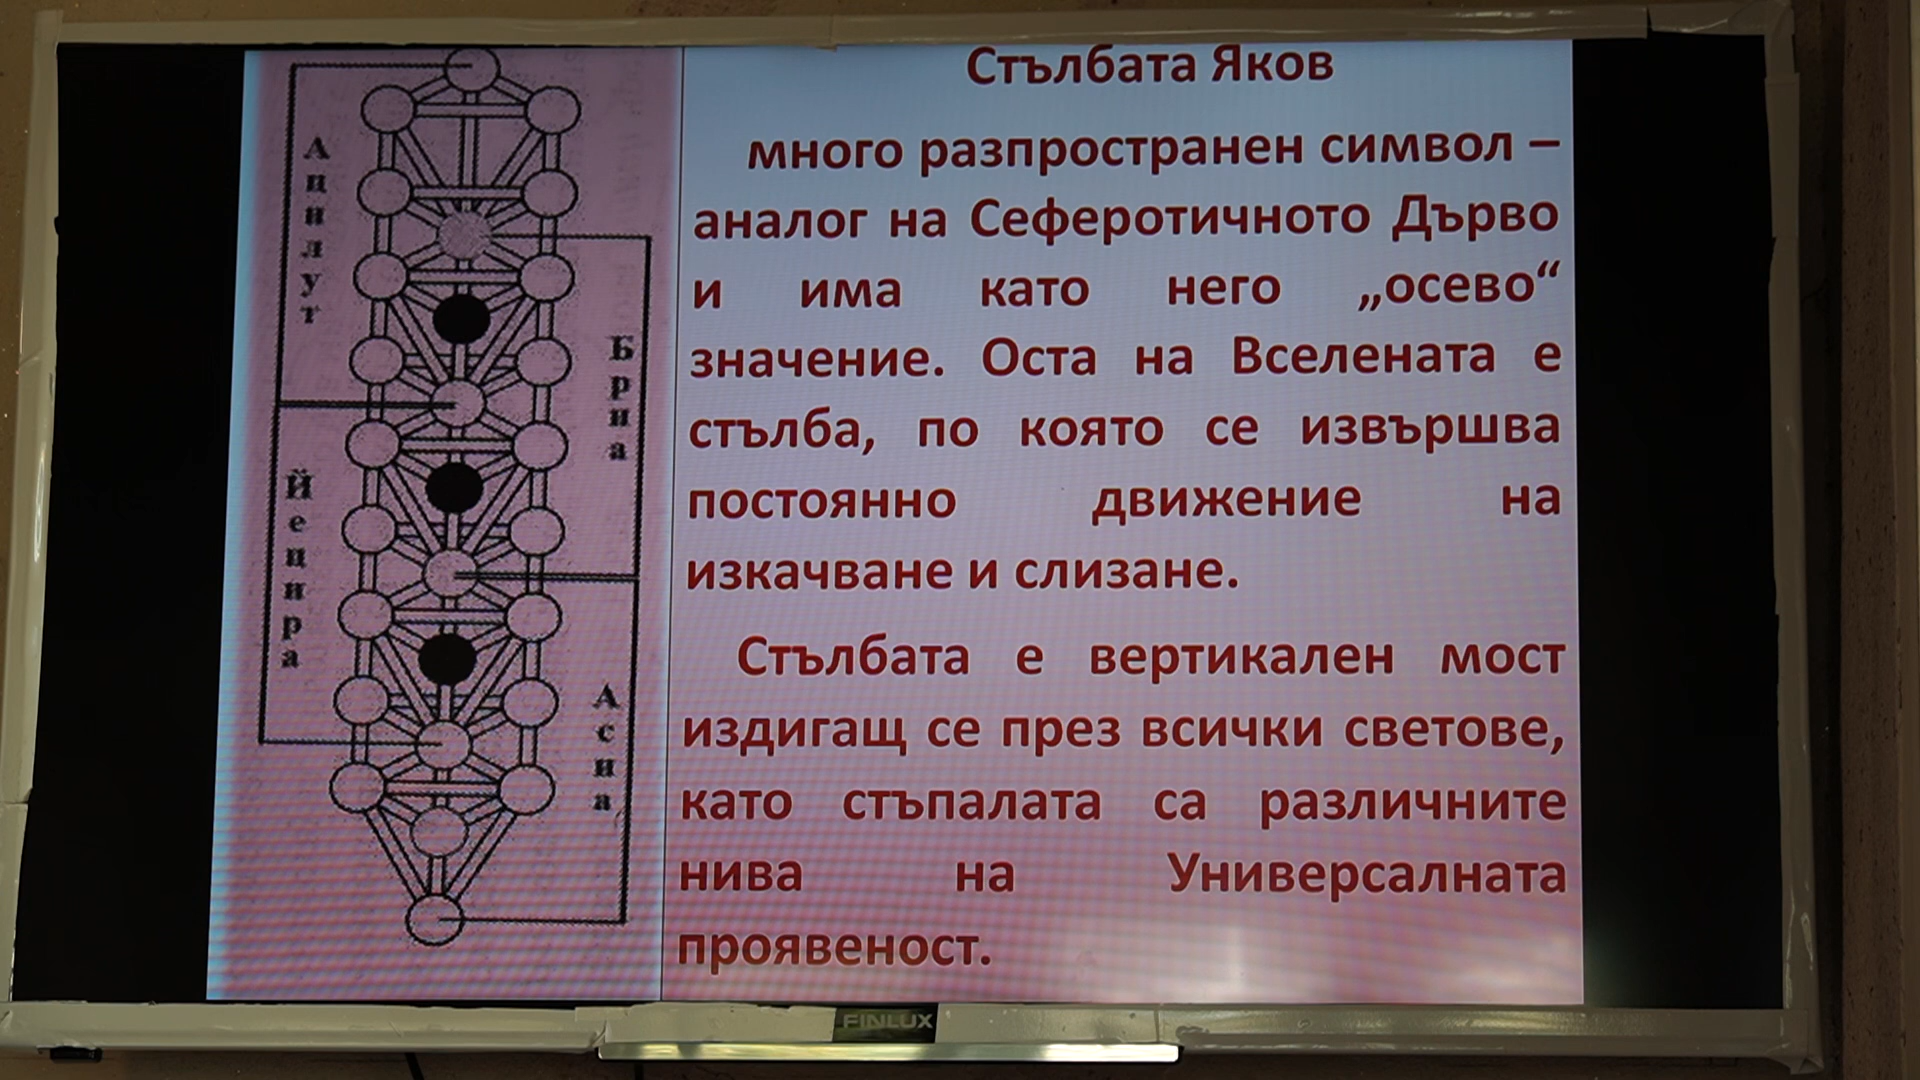 Стълбата Яков
много разпространен символ –
аналог на Сеферотичното Дърво
и има като него „осево“
значение. Оста на Вселената е
стълба, по която се извършва
постоянно движение на
изкачване и слизане.
Стълбата е вертикален мост
издигащ се през всички светове,
като стъпалата са различните
нива на Универсалната
проявеност.
Ацилут
Бриа
Йецира
Асиа
FINLUX